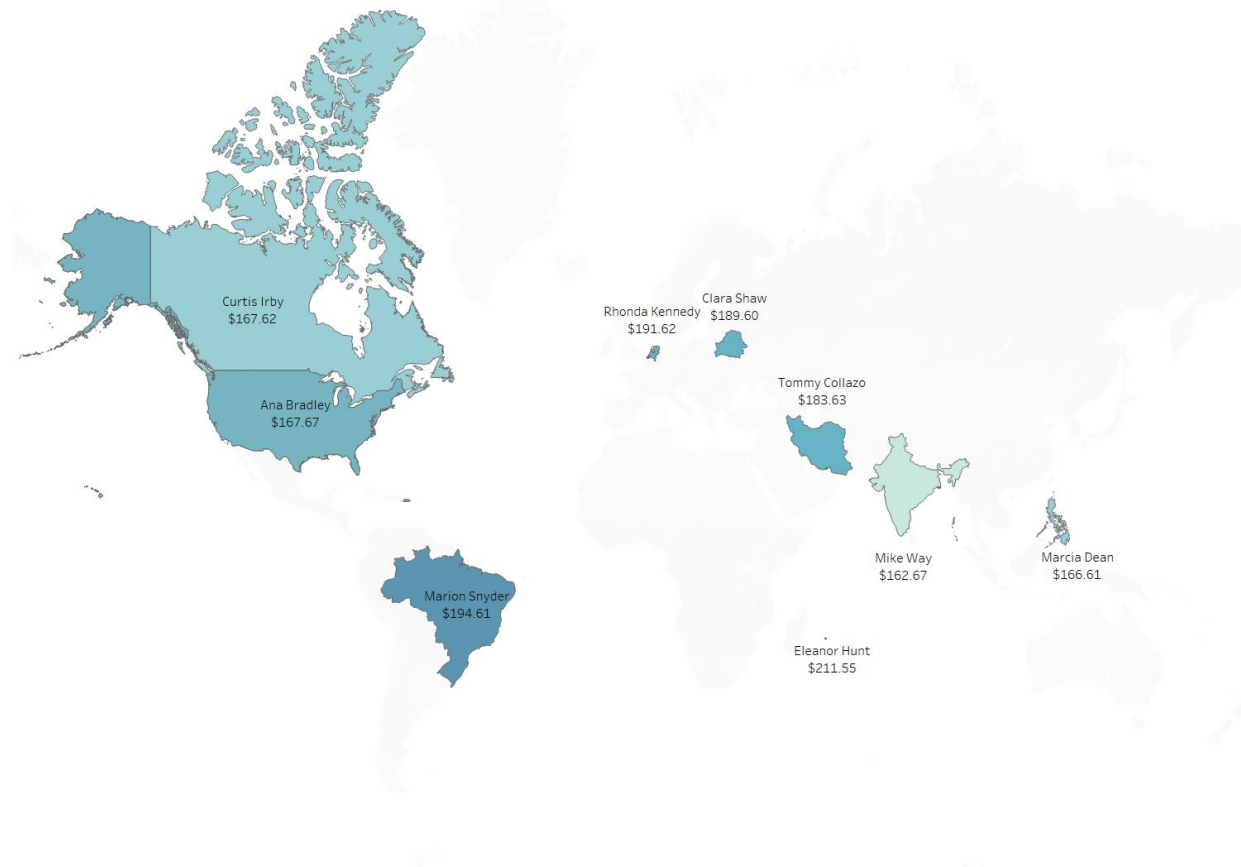 Curtis Irby
$167.62
Ana Bradley
$167.67
Marion Snyder
$194.61
Rhonda Kennedy
$191.62
Clara Shaw
$189.60
Tommy Collazo
$183.63
Mike Way
$162.67
Marcia Dean
$166.61
Eleanor Hunt
$211.55